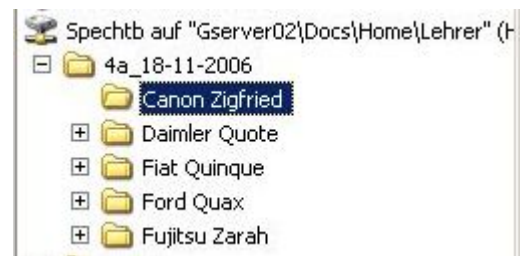 Spechtb auf "Gserver02\Docs\Home\Lehrer" (H
4a_18-11-2006
Canon Zigfried
Daimler Quote
Fiat Quinque
Ford Quax
Fujitsu Zarah